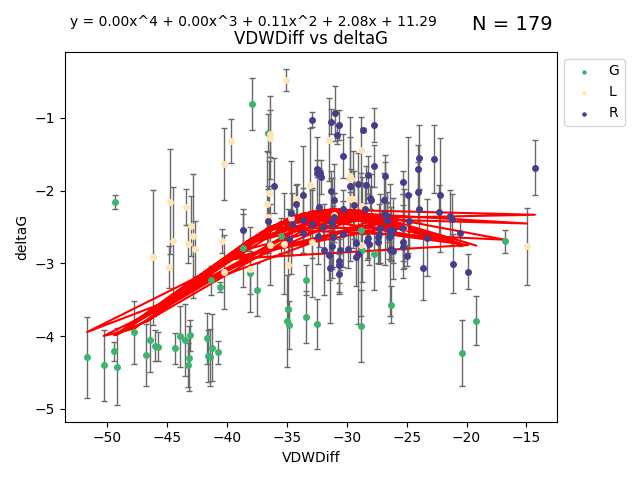 y = 0.00x^4 + 0.00x^3 + 0.11x^2 + 2.08x + 11.29
N = 179
VDWDiff vs deltaG
G
L
R
−1
−2
−3
−4
−5
deltaG
−50 −45 −40 −35 −30 −25 −20 −15
VDWDiff